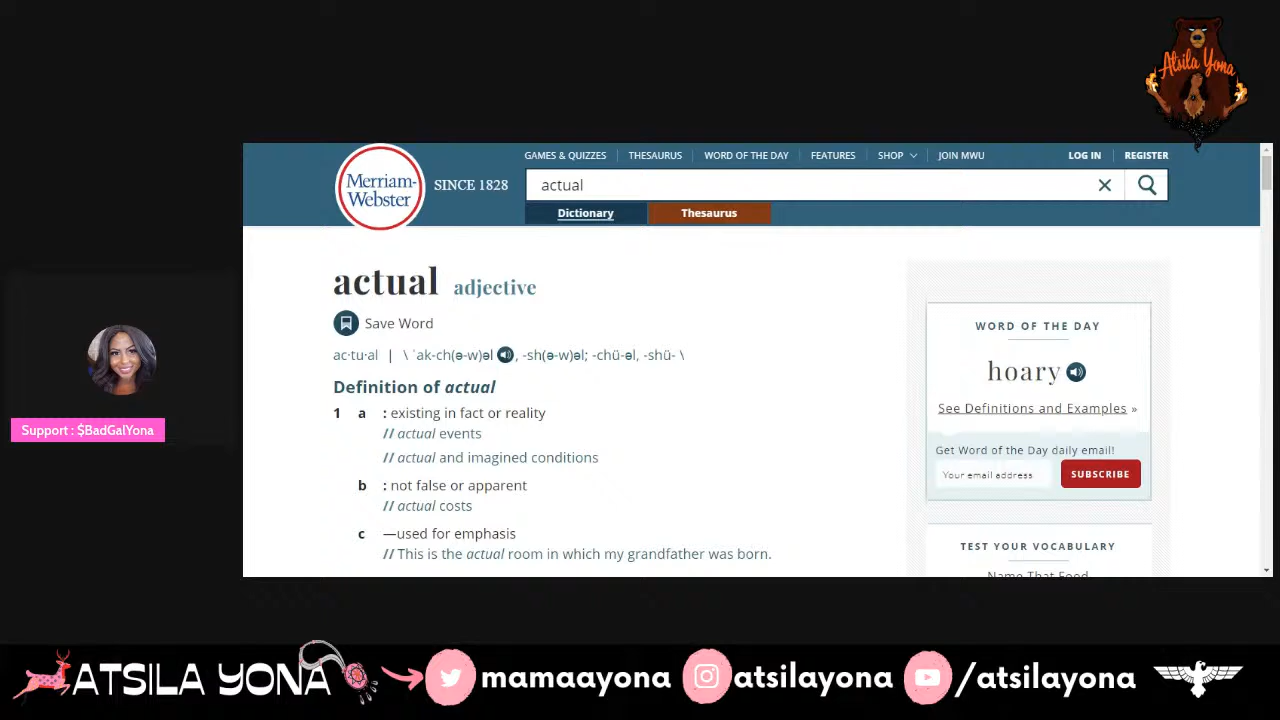 Atsila Yona
GAMES & QUIZZES THESAURUS WORD OF THE DAY FEATURES SHOP JOIN MWU LOG IN REGISTER
Merriam-
Webster
SINCE 1828
actual
Dictionary Thesaurus
actual adjective
Save Word
ac·tu·al | \ ˈak-ch(ə-w)əl , -sh(ə-w)əl; -chü-əl, -shü- \
Definition of actual
1 a : existing in fact or reality
// actual events
// actual and imagined conditions
b : not false or apparent
// actual costs
c —used for emphasis
// This is the actual room in which my grandfather was born.
WORD OF THE DAY
hoary
See Definitions and Examples »
Get Word of the Day daily email!
Your email address SUBSCRIBE
TEST YOUR VOCABULARY
Name That Food
Support : $BadGalYona
ATSILA YONA mamaayona atsilayona /atsilayona